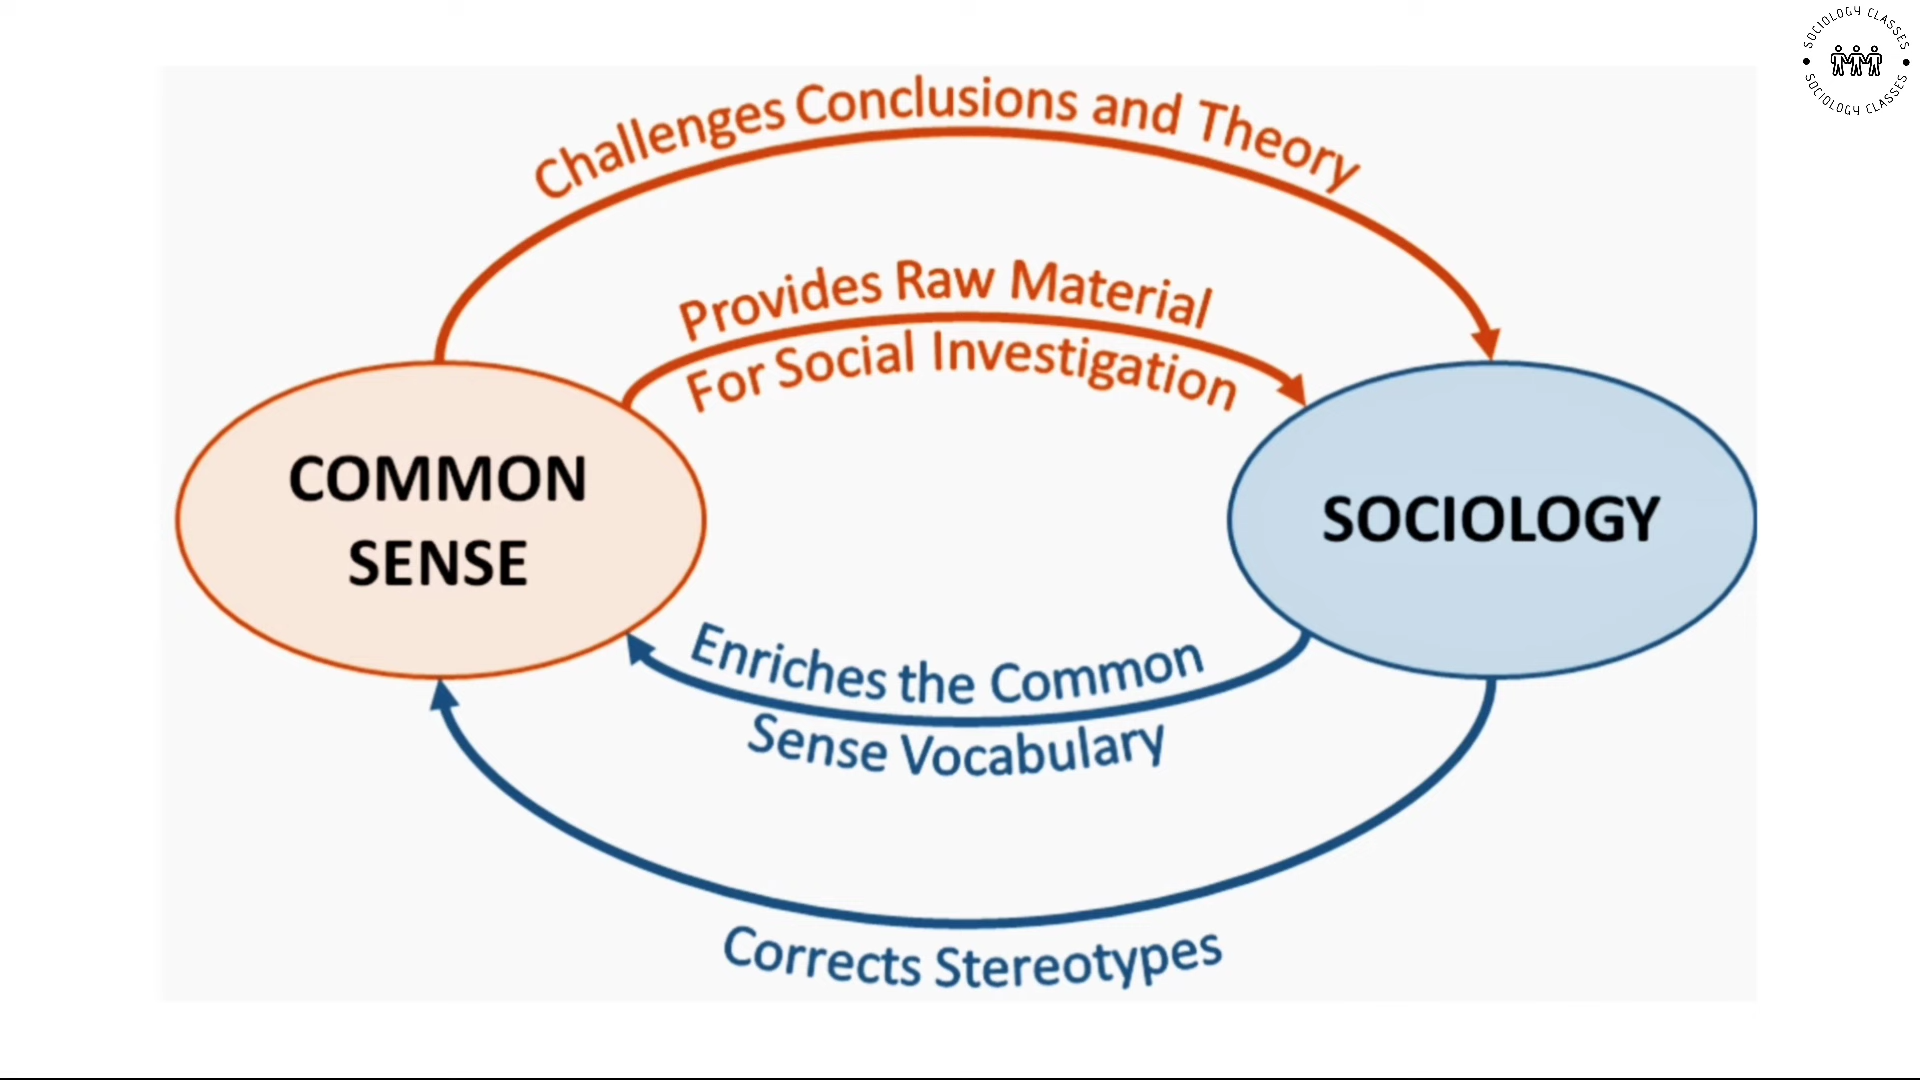 SOCIOLOGY CLASSES
SOCIOLOGY CLASSES
Challenges Conclusions and Theory
Provides Raw Material
For Social Investigation
COMMON
SENSE
SOCIOLOGY
Enriches the Common
Sense Vocabulary
Corrects Stereotypes